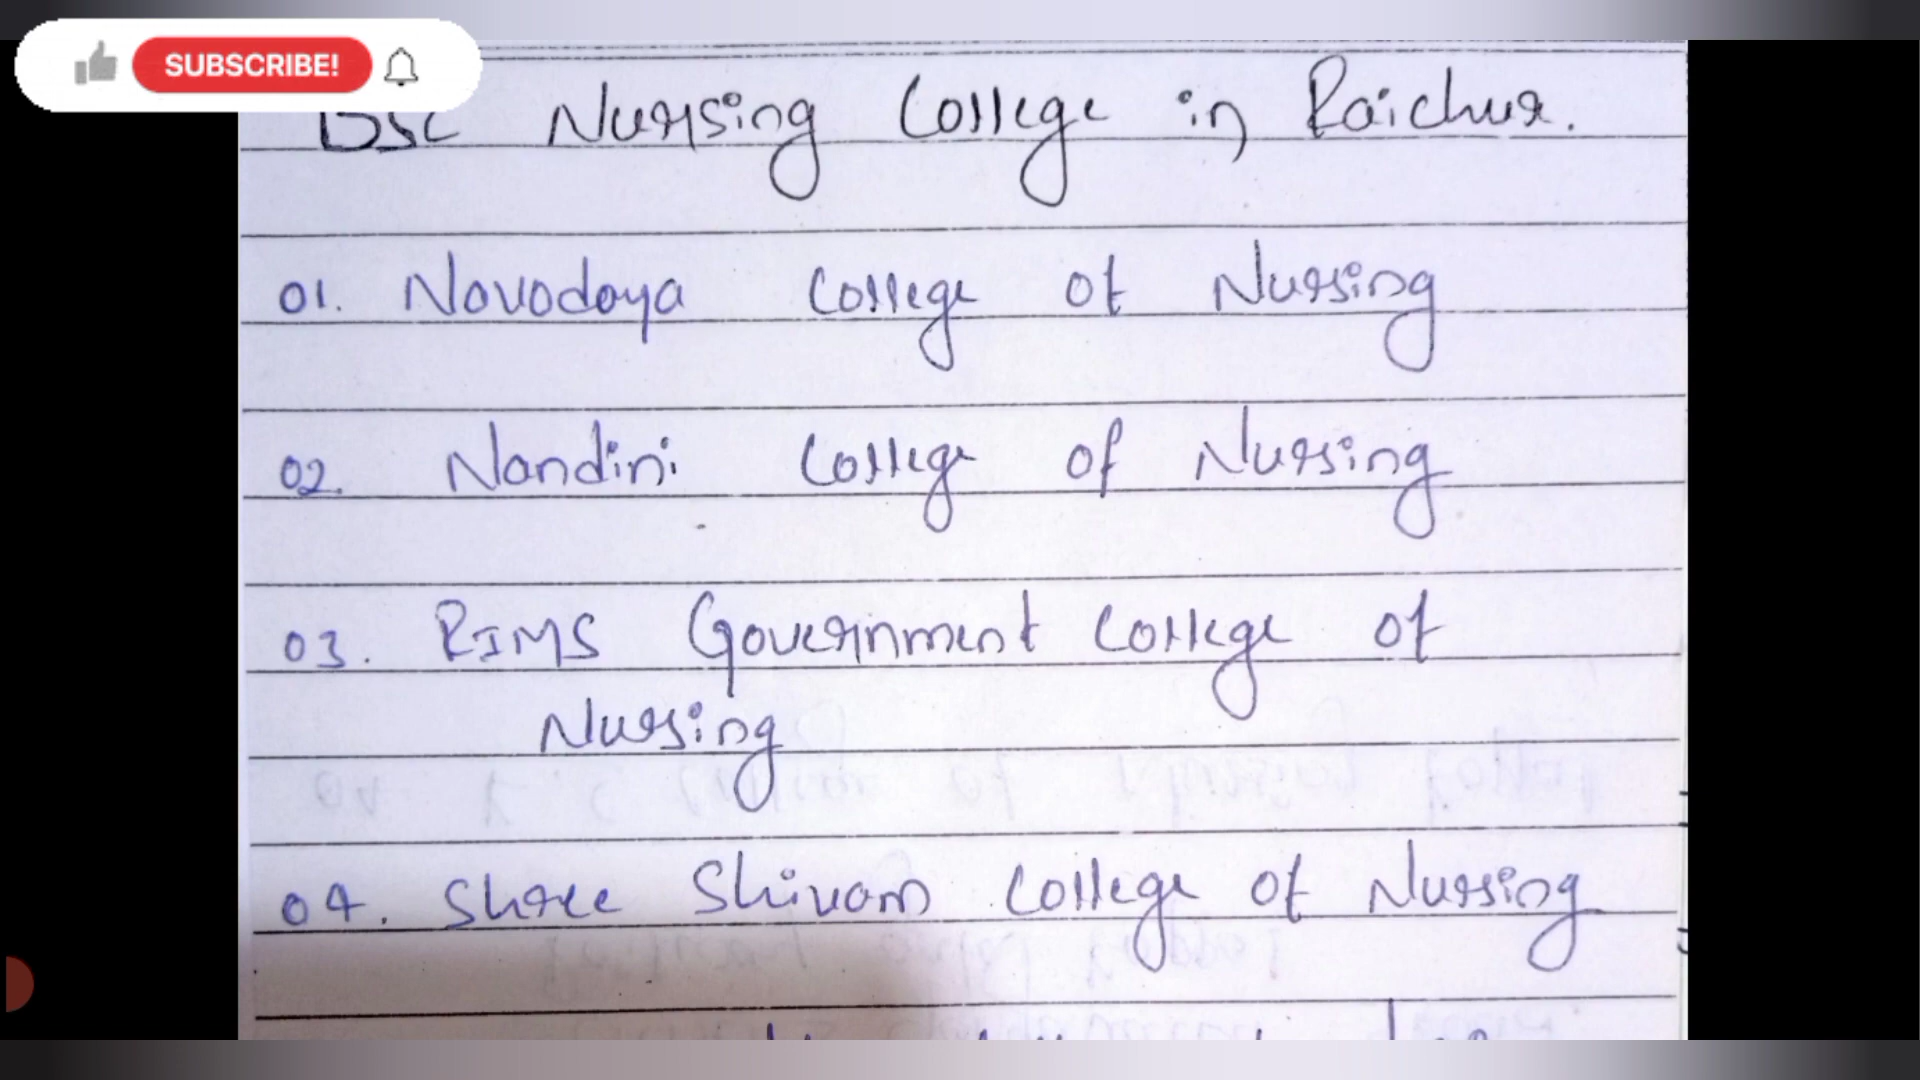 SUBSCRIBE!
BSC Nursing College in Raichur.
01. Navodaya College of Nursing
02. Nandini College of Nursing
03. RIMS Government College of
Nursing
04. Shree Shivam College of Nursing